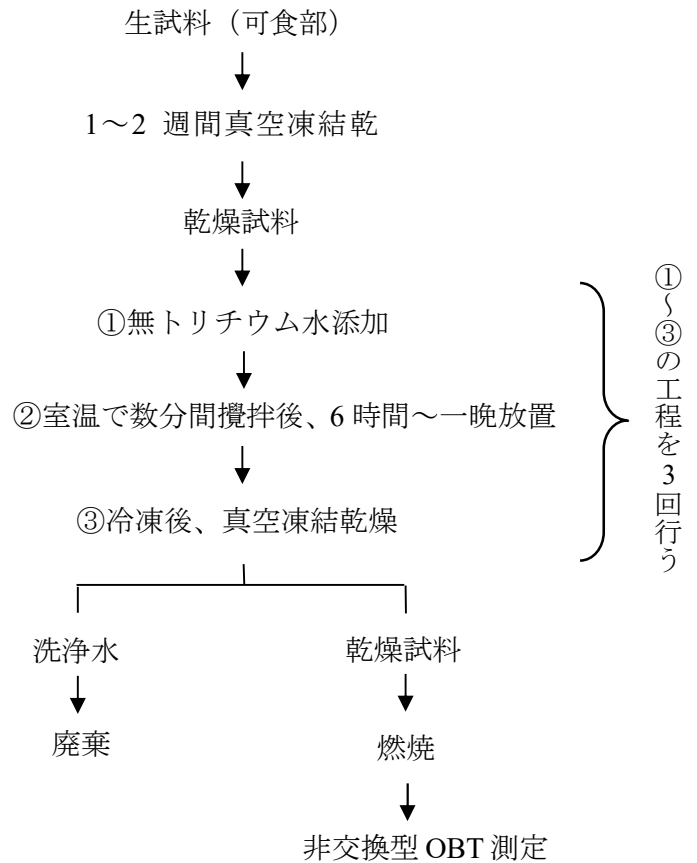 生試料（可食部）
1～2 週間真空凍結乾
乾燥試料
①無トリチウム水添加
②室温で数分間攪拌後、6 時間～一晩放置
③冷凍後、真空凍結乾燥
①～③の工程を3回行う
洗浄水
乾燥試料
廃棄
燃焼
非交換型 OBT 測定